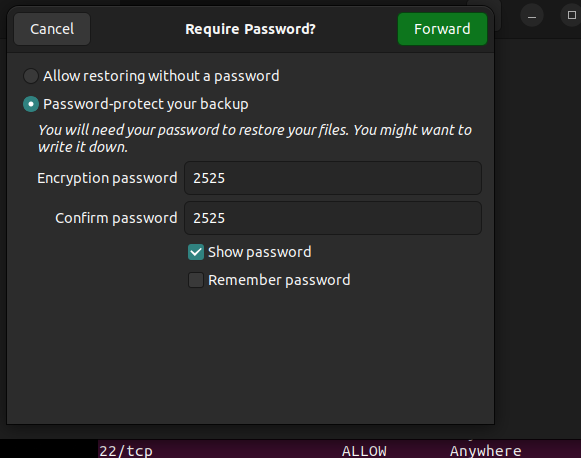 Cancel Require Password? Forward
Allow restoring without a password
Password-protect your backup
You will need your password to restore your files. You might want to
write it down.
Encryption password 2525
Confirm password 2525
Show password
Remember password
22/tcp ALLOW Anywhere